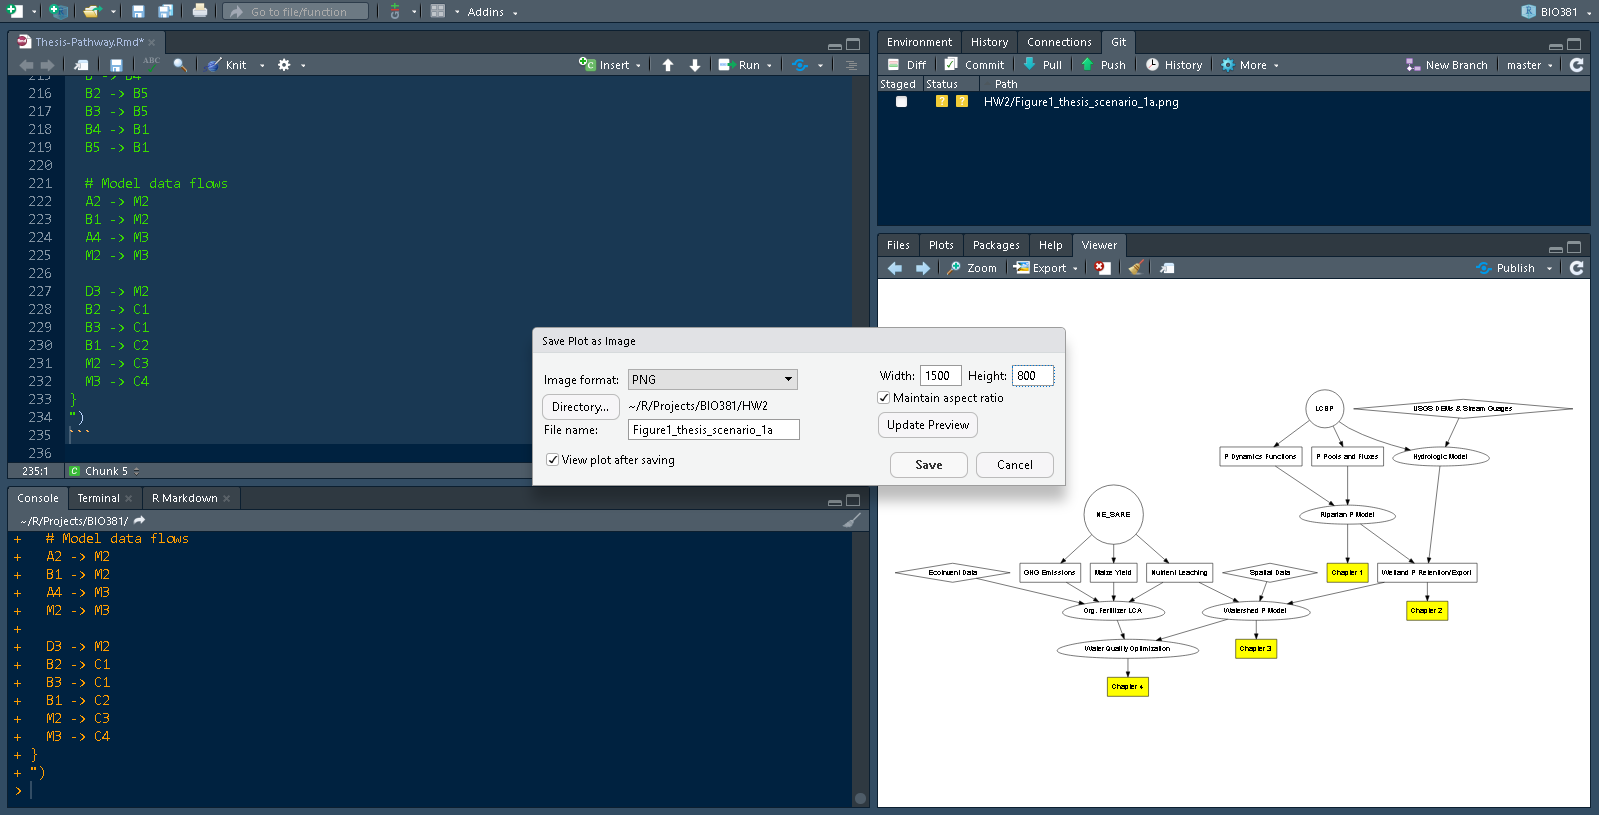 Go to file/function
Addins
BIO381
Thesis-Pathway.Rmd*
ABC
Knit
Insert
Run
215 B -> B4
216 B2 -> B5
217 B3 -> B5
218 B4 -> B1
219 B5 -> B1
220
221 # Model data flows
222 A2 -> M2
223 B1 -> M2
224 A4 -> M3
225 M2 -> M3
226
227 D3 -> M2
228 B2 -> C1
229 B3 -> C1
230 B1 -> C2
231 M2 -> C3
232 M3 -> C4
233 }
234 ")
235 ```
236
235:1 C Chunk 5
Console Terminal R Markdown
~/R/Projects/BIO381/
+ # Model data flows
+ A2 -> M2
+ B1 -> M2
+ A4 -> M3
+ M2 -> M3
+
+ D3 -> M2
+ B2 -> C1
+ B3 -> C1
+ B1 -> C2
+ M2 -> C3
+ M3 -> C4
+ }
+ ")
>
Environment History Connections Git
Diff Commit Pull Push History More New Branch master
Staged Status Path
? ? HW2/Figure1_thesis_scenario_1a.png
Files Plots Packages Help Viewer
Zoom Export Publish
Save Plot as Image
Image format: PNG
Width: 1500 Height: 800
Directory... ~/R/Projects/BIO381/HW2
Maintain aspect ratio
File name: Figure1_thesis_scenario_1a
Update Preview
View plot after saving
Save Cancel
LCBP
USGS DEMs & Stream Guages
P Dynamics Functions
P Pools and Fluxes
Hydrologic Model
NE_SARE
Riparian P Model
Ecoinvent Data
GHG Emissions
Maize Yield
Nutrient Leaching
Spatial Data
Chapter 1
Wetland P Retention/Export
Org. Fertilizer LCA
Watershed P Model
Chapter 2
Water Quality Optimization
Chapter 3
Chapter 4